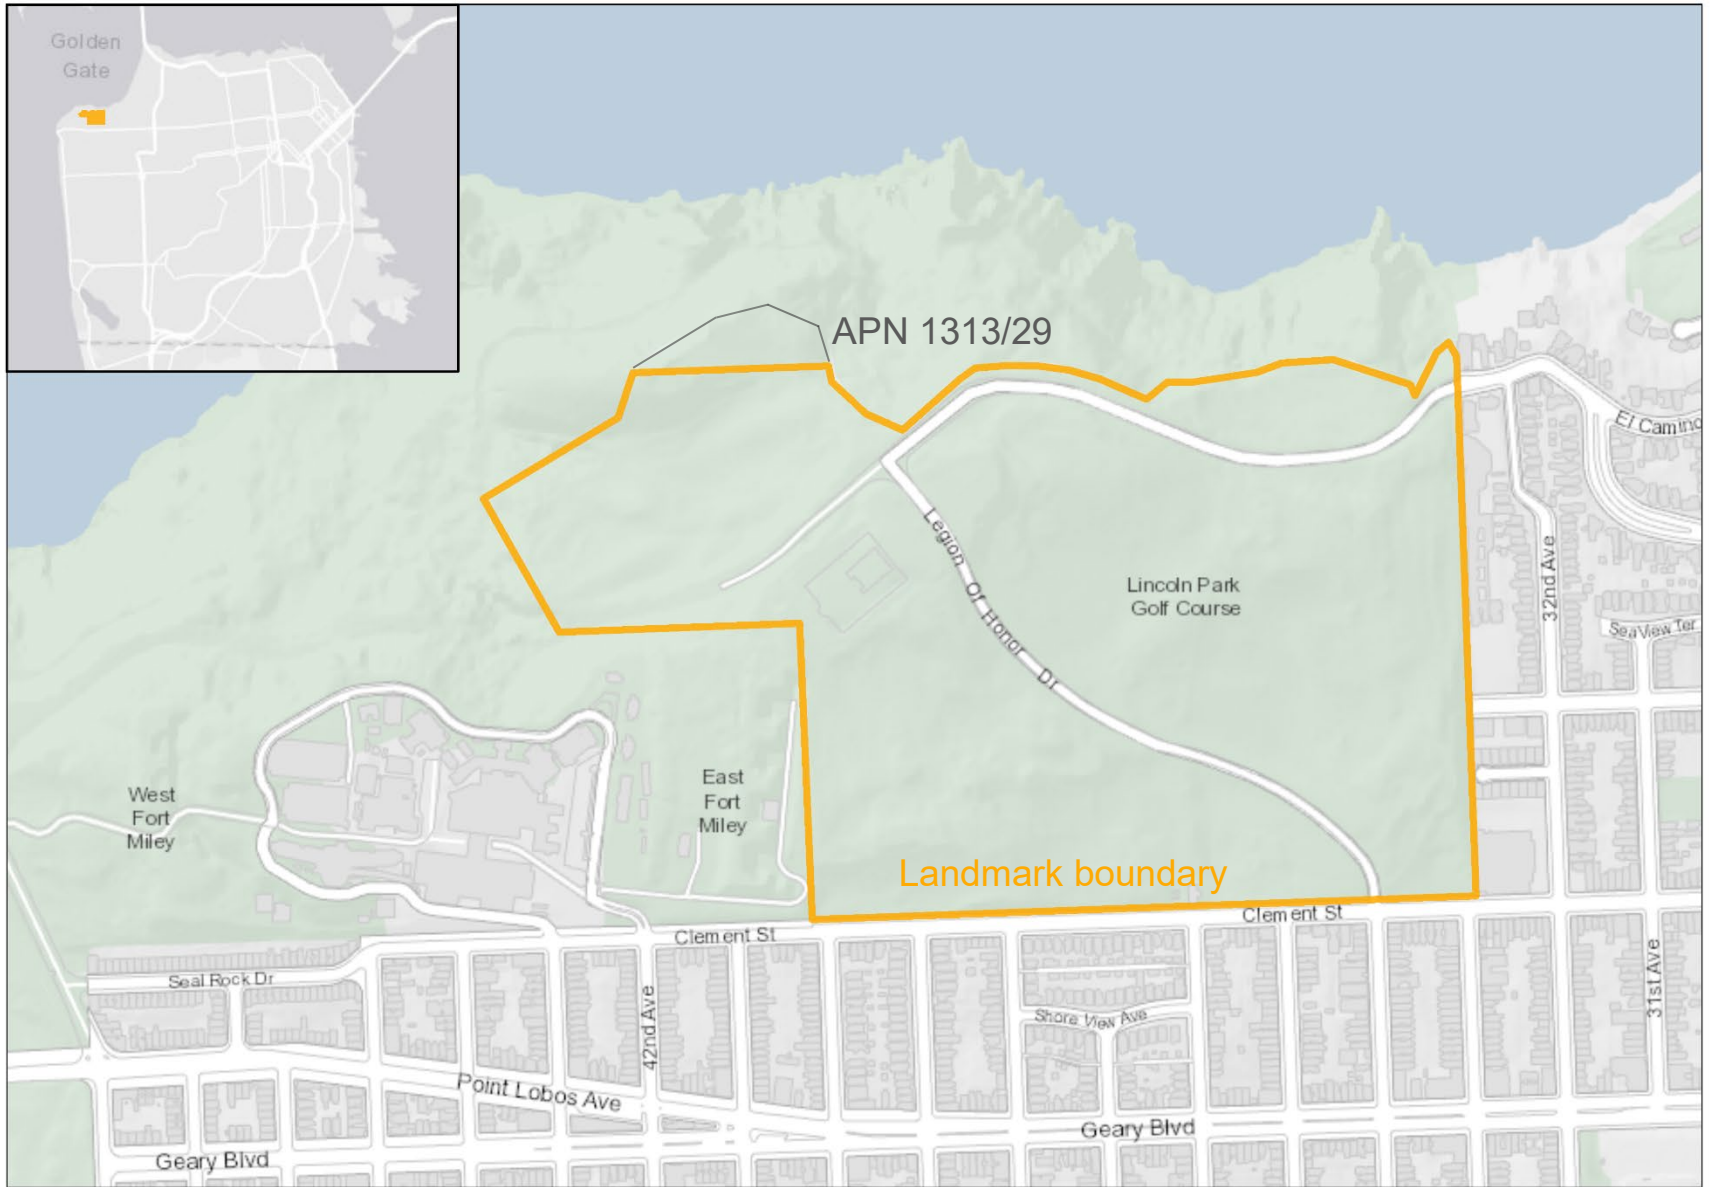 Golden
Gate
APN 1313/29
El Camino
Legion Of Honor Dr
Lincoln Park
Golf Course
32nd Ave
Sea View Ter
West
Fort
Miley
East
Fort
Miley
Landmark boundary
Clement St
Clement St
Seal Rock Dr
42nd Ave
Shore View Ave
31st Ave
Point Lobos Ave
Geary Blvd
Geary Blvd